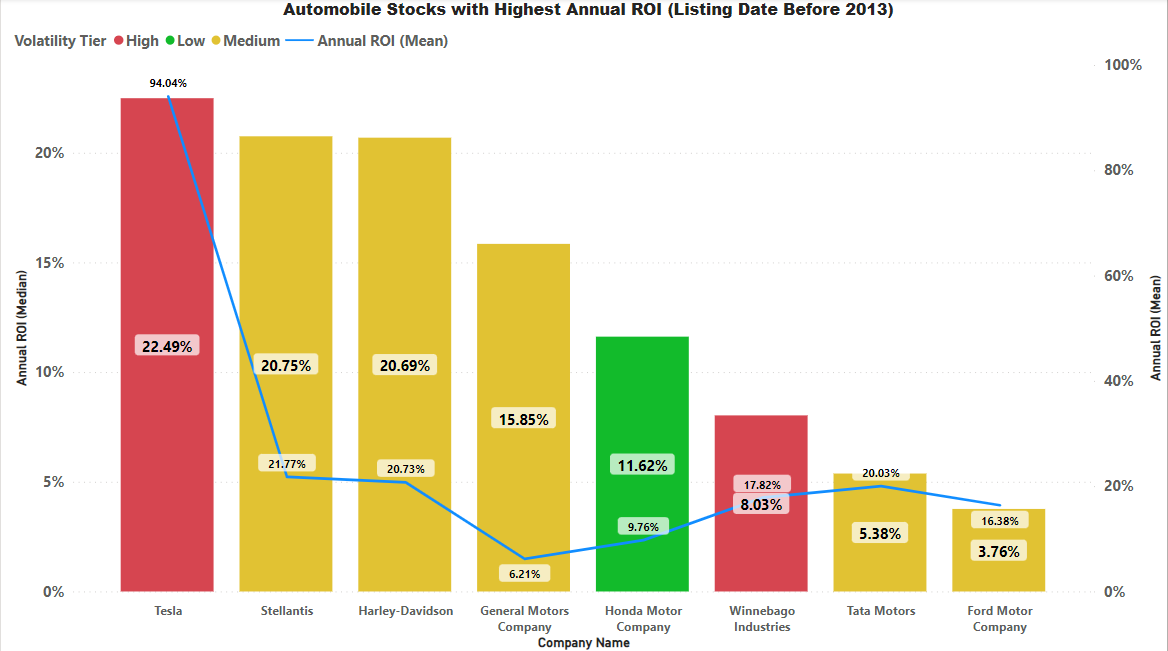 Automobile Stocks with Highest Annual ROI (Listing Date Before 2013)
Volatility Tier High Low Medium Annual ROI (Mean)
100%
94.04%
20%
80%
15%
60%
Annual ROI (Median)
Annual ROI (Mean)
22.49%
20.75%
20.69%
10%
40%
15.85%
11.62%
21.77%
20.73%
5%
17.82%
20.03%
20%
8.03%
9.76%
16.38%
5.38%
3.76%
6.21%
0%
0%
Tesla
Stellantis
Harley-Davidson
General Motors
Company
Honda Motor
Company
Winnebago
Industries
Tata Motors
Ford Motor
Company
Company Name